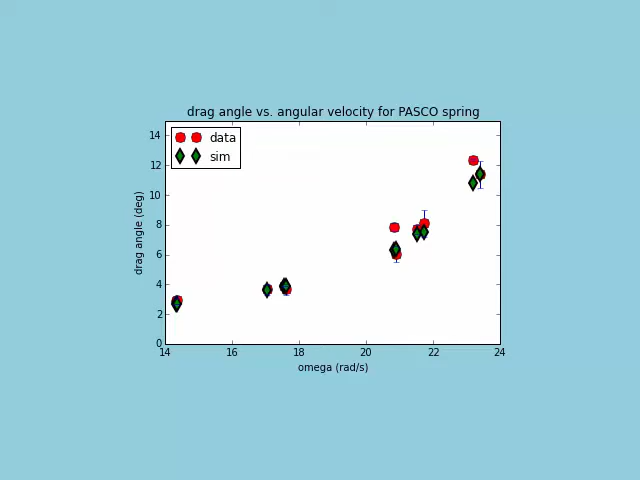 drag angle vs. angular velocity for PASCO spring
data
sim
drag angle (deg)
14
12
10
8
6
4
2
0
14 16 18 20 22 24
omega (rad/s)